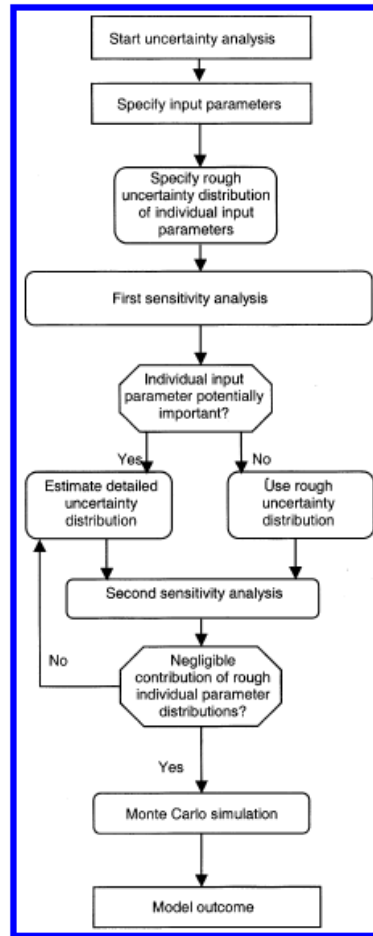 Start uncertainty analysis
Specify input parameters
Specify rough
uncertainty distribution
of individual input
parameters
First sensitivity analysis
Individual input
parameter potentially
important?
Yes
No
Estimate detailed
uncertainty
distribution
Use rough
uncertainty
distribution
Second sensitivity analysis
No
Negligible
contribution of rough
individual parameter
distributions?
Yes
Monte Carlo simulation
Model outcome